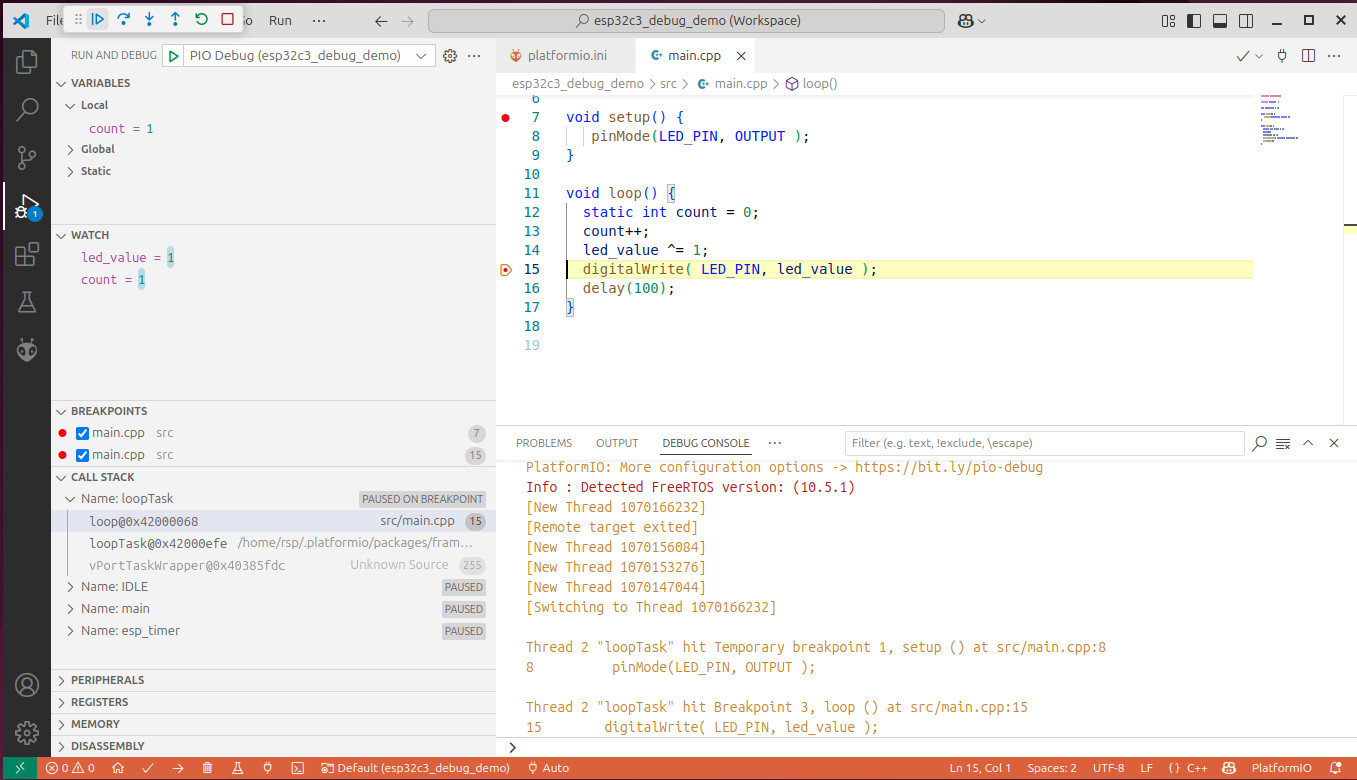 File
Run ···
esp32c3_debug_demo (Workspace)
RUN AND DEBUG PIO Debug (esp32c3_debug_demo) ···
VARIABLES
Local
count = 1
Global
Static
WATCH
led_value = 1
count = 1
BREAKPOINTS
main.cpp src 7
main.cpp src 15
CALL STACK
Name: loopTask PAUSED ON BREAKPOINT
loop@0x42000068 src/main.cpp 15
loopTask@0x42000efe /home/rsp/.platformio/packages/fram...
vPortTaskWrapper@0x40385fdc Unknown Source 255
Name: IDLE PAUSED
Name: main PAUSED
Name: esp_timer PAUSED
PERIPHERALS
REGISTERS
MEMORY
DISASSEMBLY
1
platformio.ini main.cpp
esp32c3_debug_demo > src > main.cpp > loop()
6
7 void setup() {
8 pinMode(LED_PIN, OUTPUT );
9 }
10
11 void loop() {
12 static int count = 0;
13 count++;
14 led_value ^= 1;
15 digitalWrite( LED_PIN, led_value );
16 delay(100);
17 }
18
19
PROBLEMS OUTPUT DEBUG CONSOLE ··· Filter (e.g. text, !exclude, \escape)
PlatformIO: More configuration options -> https://bit.ly/pio-debug
Info : Detected FreeRTOS version: (10.5.1)
[New Thread 1070166232]
[Remote target exited]
[New Thread 1070156084]
[New Thread 1070153276]
[New Thread 1070147044]
[Switching to Thread 1070166232]
Thread 2 "loopTask" hit Temporary breakpoint 1, setup () at src/main.cpp:8
8 pinMode(LED_PIN, OUTPUT );
Thread 2 "loopTask" hit Breakpoint 3, loop () at src/main.cpp:15
15 digitalWrite( LED_PIN, led_value );
>
0 0 Default (esp32c3_debug_demo) Auto Ln 15, Col 1 Spaces: 2 UTF-8 LF {} C++ PlatformIO